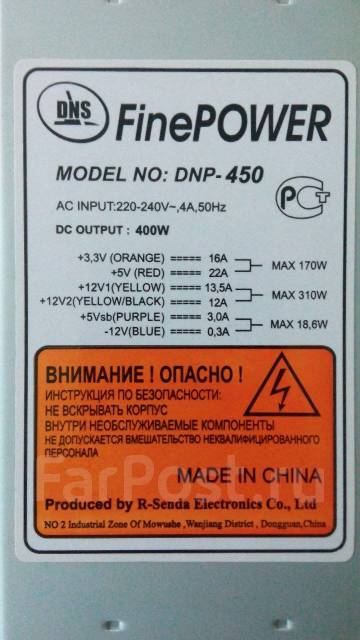 DNS
FinePOWER
MODEL NO: DNP-450
AC INPUT:220-240V~,4A,50Hz
DC OUTPUT : 400W
+3,3V (ORANGE) ===== 16A
+5V (RED) ===== 22A
MAX 170W
+12V1(YELLOW) ===== 13,5A
+12V2(YELLOW/BLACK) ===== 12A
MAX 310W
+5Vsb(PURPLE) ===== 3,0A
-12V(BLUE) ===== 0,3A
MAX 18,6W
РСТ
ВНИМАНИЕ ! ОПАСНО !
ИНСТРУКЦИЯ ПО БЕЗОПАСНОСТИ:
НЕ ВСКРЫВАТЬ КОРПУС
ВНУТРИ НЕОБСЛУЖИВАЕМЫЕ КОМПОНЕНТЫ
НЕ ДОПУСКАЕТСЯ ВМЕШАТЕЛЬСТВО НЕКВАЛИФИЦИРОВАННОГО
ПЕРСОНАЛА
MADE IN CHINA
FarPost.ru
Produced by R-Senda Electronics Co., Ltd
NO 2 Industrial Zone Of Mowushe , Wanjiang District , Dongguan,China